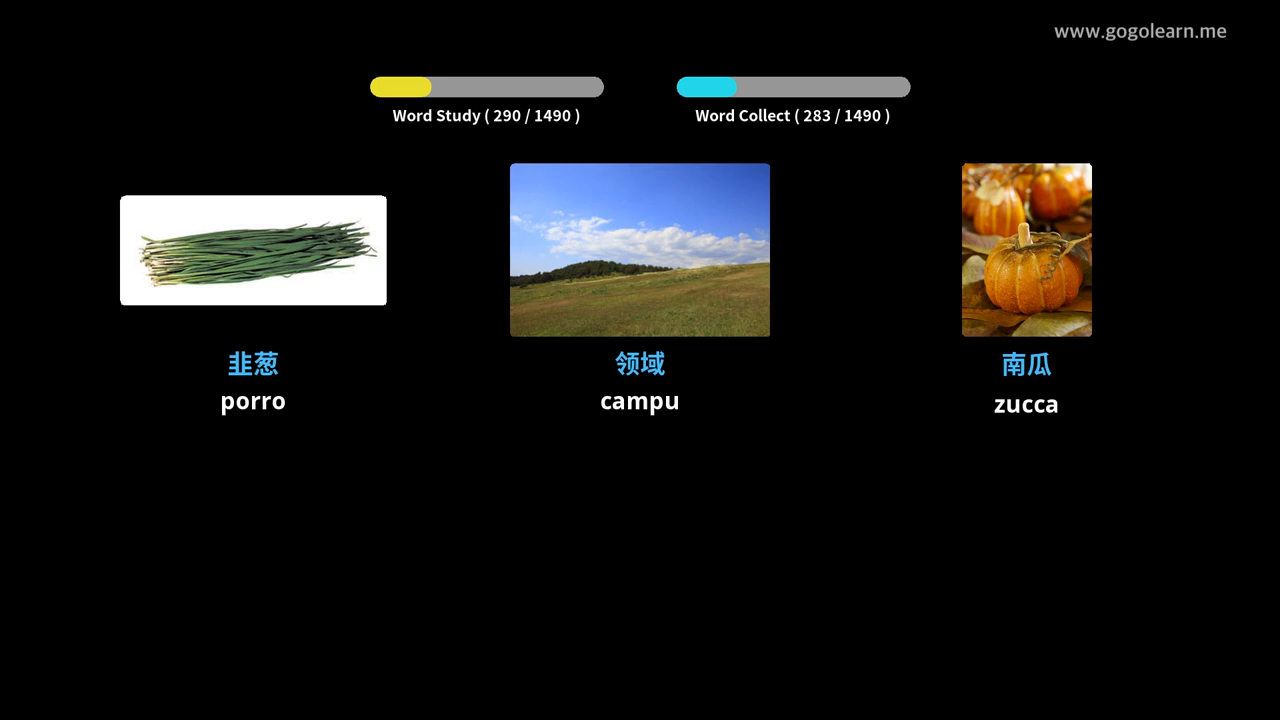 www.gogolearn.me
Word Study ( 290 / 1490 )
Word Collect ( 283 / 1490 )
韭葱
porro
领域
campu
南瓜
zucca